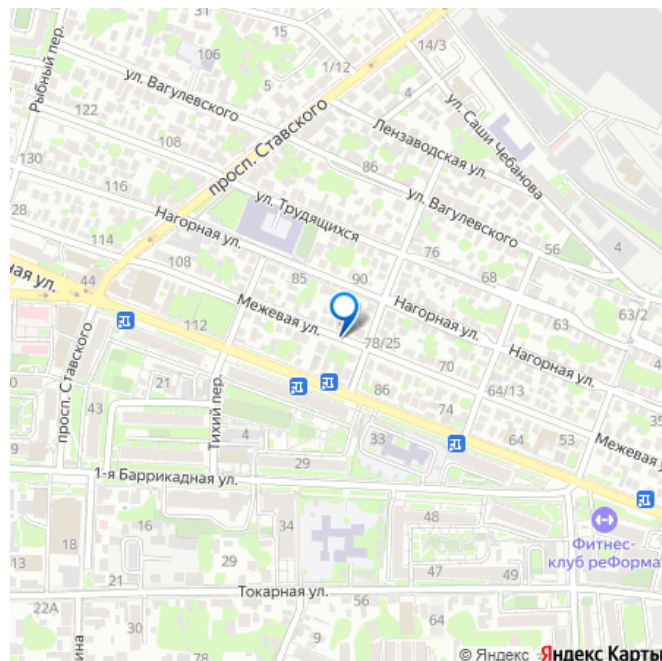 31
14/3
106
15
1/12
5
4
Рыбный пер.
ул. Вагулевского
ул. Саши Чебанова
122
просп. Ставского
Лензаводская ул.
108
86
130
116
ул. Вагулевского
ул. Трудящихся
28
Нагорная ул.
56
4
114
76
108
85
90
68
ная ул.
44
Межевая ул.
Нагорная ул.
63
63/2
112
78/25
Нагорная ул.
просп. Ставского
21
70
86
64/13
35
43
Тихий пер.
74
Межевая у
4
33
64
53
9
29
1-я Баррикадная ул.
16
34
48
18
Фитнес-
клуб реФорма
13
29
47
49
21
Токарная ул.
22А
56
54
ина
9
78
© Яндекс Яндекс Карты